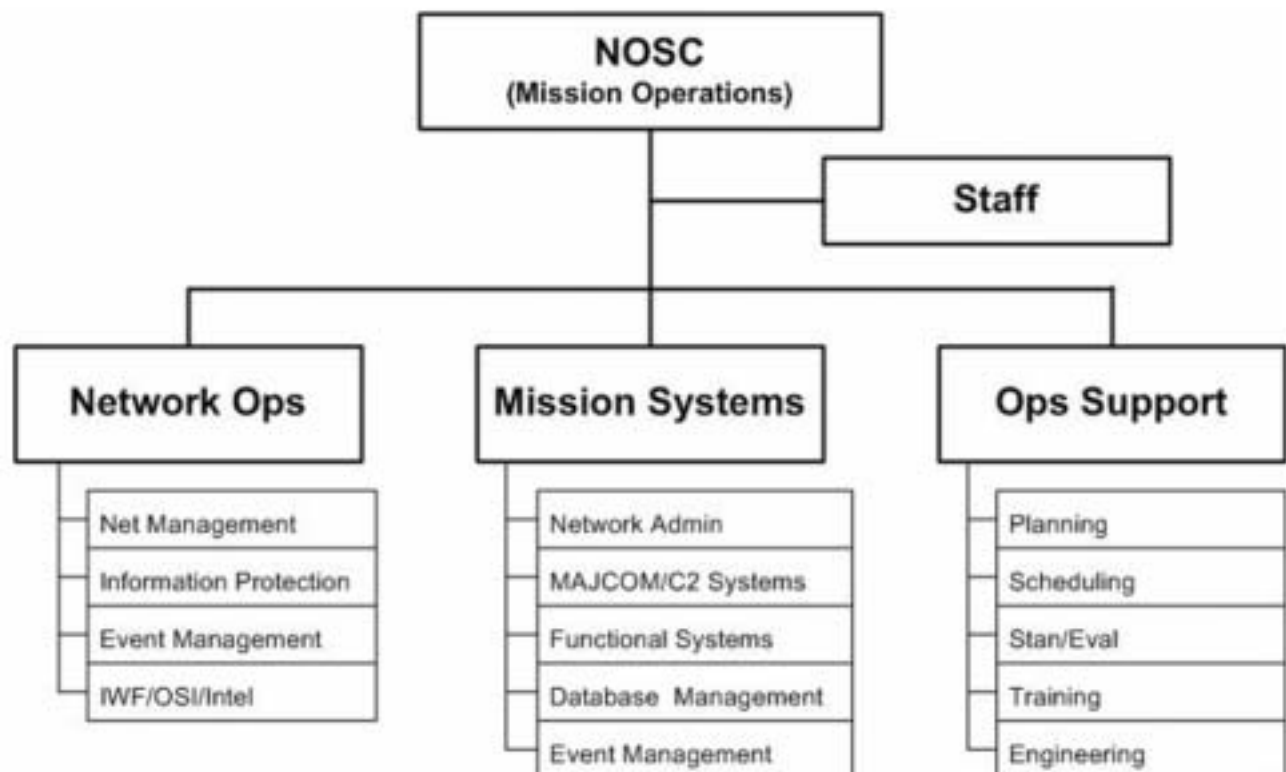 NOSC
(Mission Operations)
Staff
Network Ops
Mission Systems
Ops Support
Net Management
Information Protection
Event Management
IWF/OSI/Intel
Network Admin
MAJCOM/C2 Systems
Functional Systems
Database Management
Event Management
Planning
Scheduling
Stan/Eval
Training
Engineering